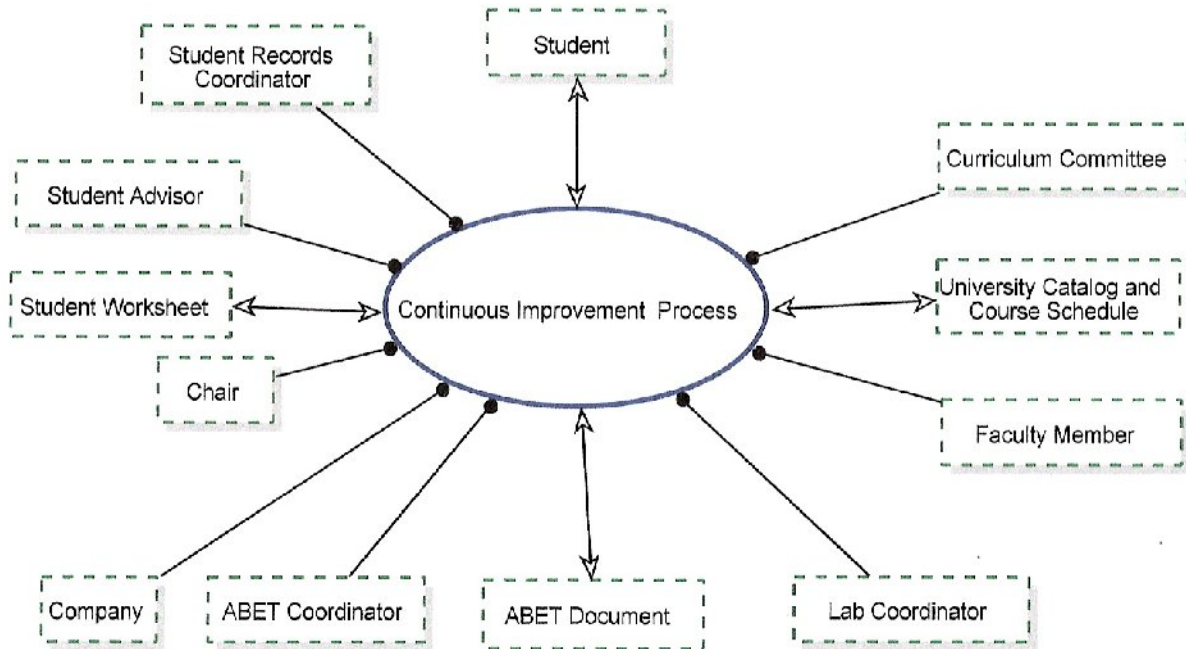 Student Records
Coordinator
Student
Curriculum Committee
Student Advisor
University Catalog and
Course Schedule
Student Worksheet
Continuous Improvement Process
Chair
Faculty Member
Company
ABET Coordinator
ABET Document
Lab Coordinator